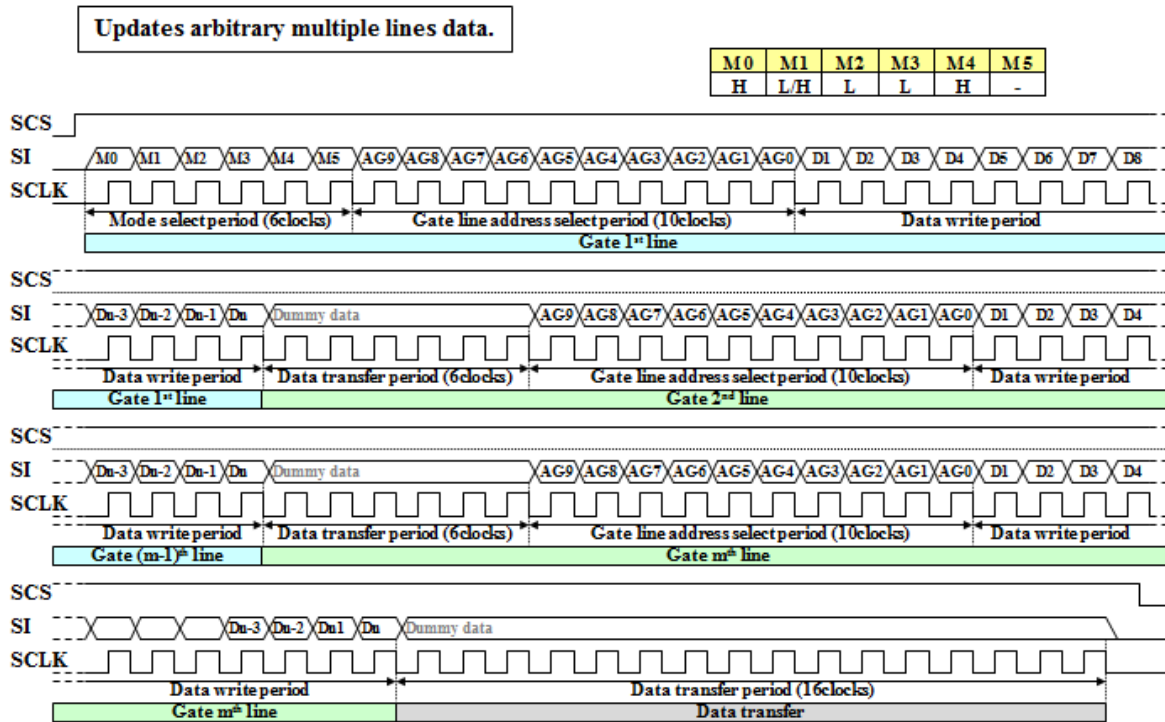 Updates arbitrary multiple lines data.
M0 M1 M2 M3 M4 M5
H L/H L L H -
SCS
SI M0 M1 M2 M3 M4 M5 AG9 AG8 AG7 AG6 AG5 AG4 AG3 AG2 AG1 AG0 D1 D2 D3 D4 D5 D6 D7 D8
SCLK
Mode select period (6clocks) Gate line address select period (10clocks) Data write period
Gate 1st line
SCS
SI Dn-3 Dn-2 Dn-1 Dn Dummy data AG9 AG8 AG7 AG6 AG5 AG4 AG3 AG2 AG1 AG0 D1 D2 D3 D4
SCLK
Data write period Data transfer period (6clocks) Gate line address select period (10clocks) Data write period
Gate 1st line Gate 2nd line
SCS
SI Dn-3 Dn-2 Dn-1 Dn Dummy data AG9 AG8 AG7 AG6 AG5 AG4 AG3 AG2 AG1 AG0 D1 D2 D3 D4
SCLK
Data write period Data transfer period (6clocks) Gate line address select period (10clocks) Data write period
Gate (m-1)th line Gate mth line
SCS
SI Dn-3 Dn-2 Dn1 Dn Dummy data
SCLK
Data write period Data transfer period (16clocks)
Gate mth line Data transfer